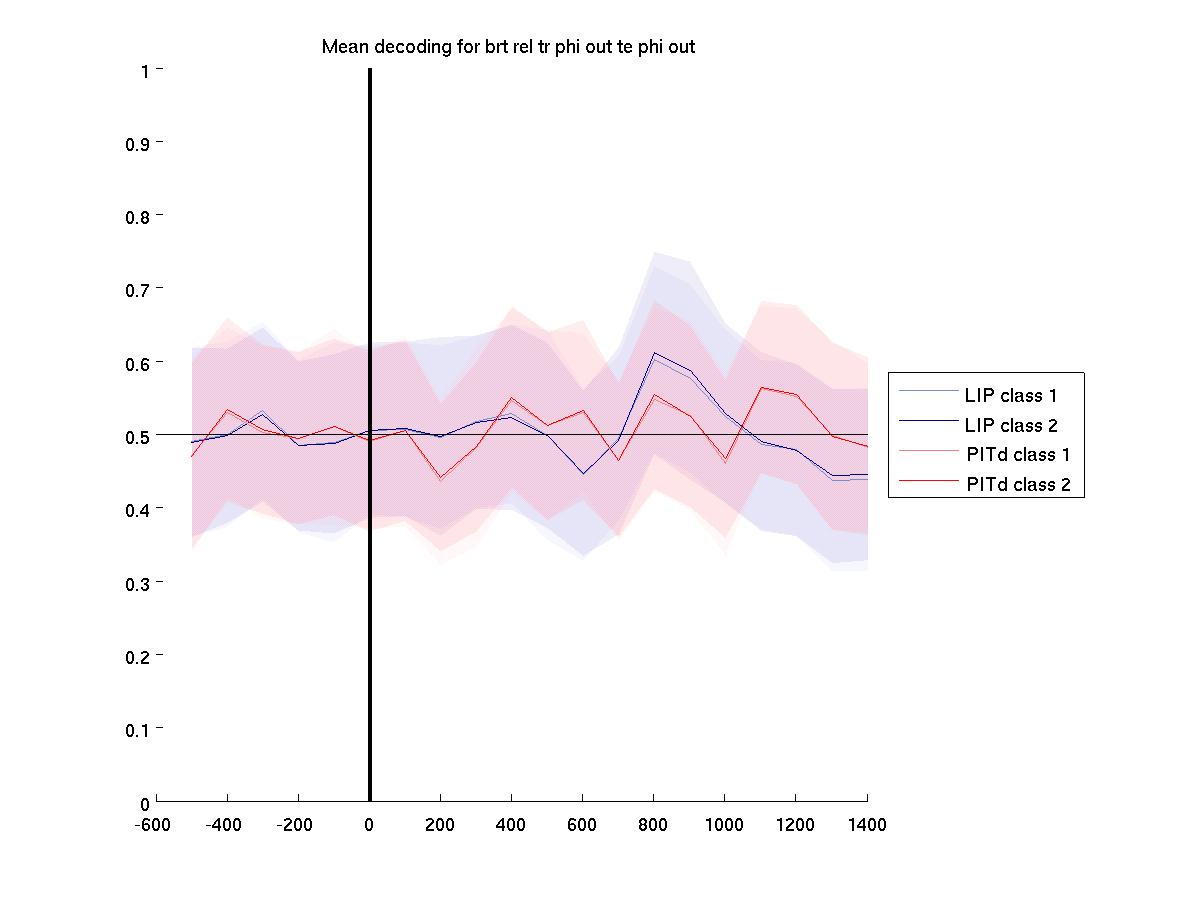 Mean decoding for brt rel tr phi out te phi out
1
0.9
0.8
0.7
0.6
0.5
0.4
0.3
0.2
0.1
0
-600 -400 -200 0 200 400 600 800 1000 1200 1400
LIP class 1
LIP class 2
PITd class 1
PITd class 2